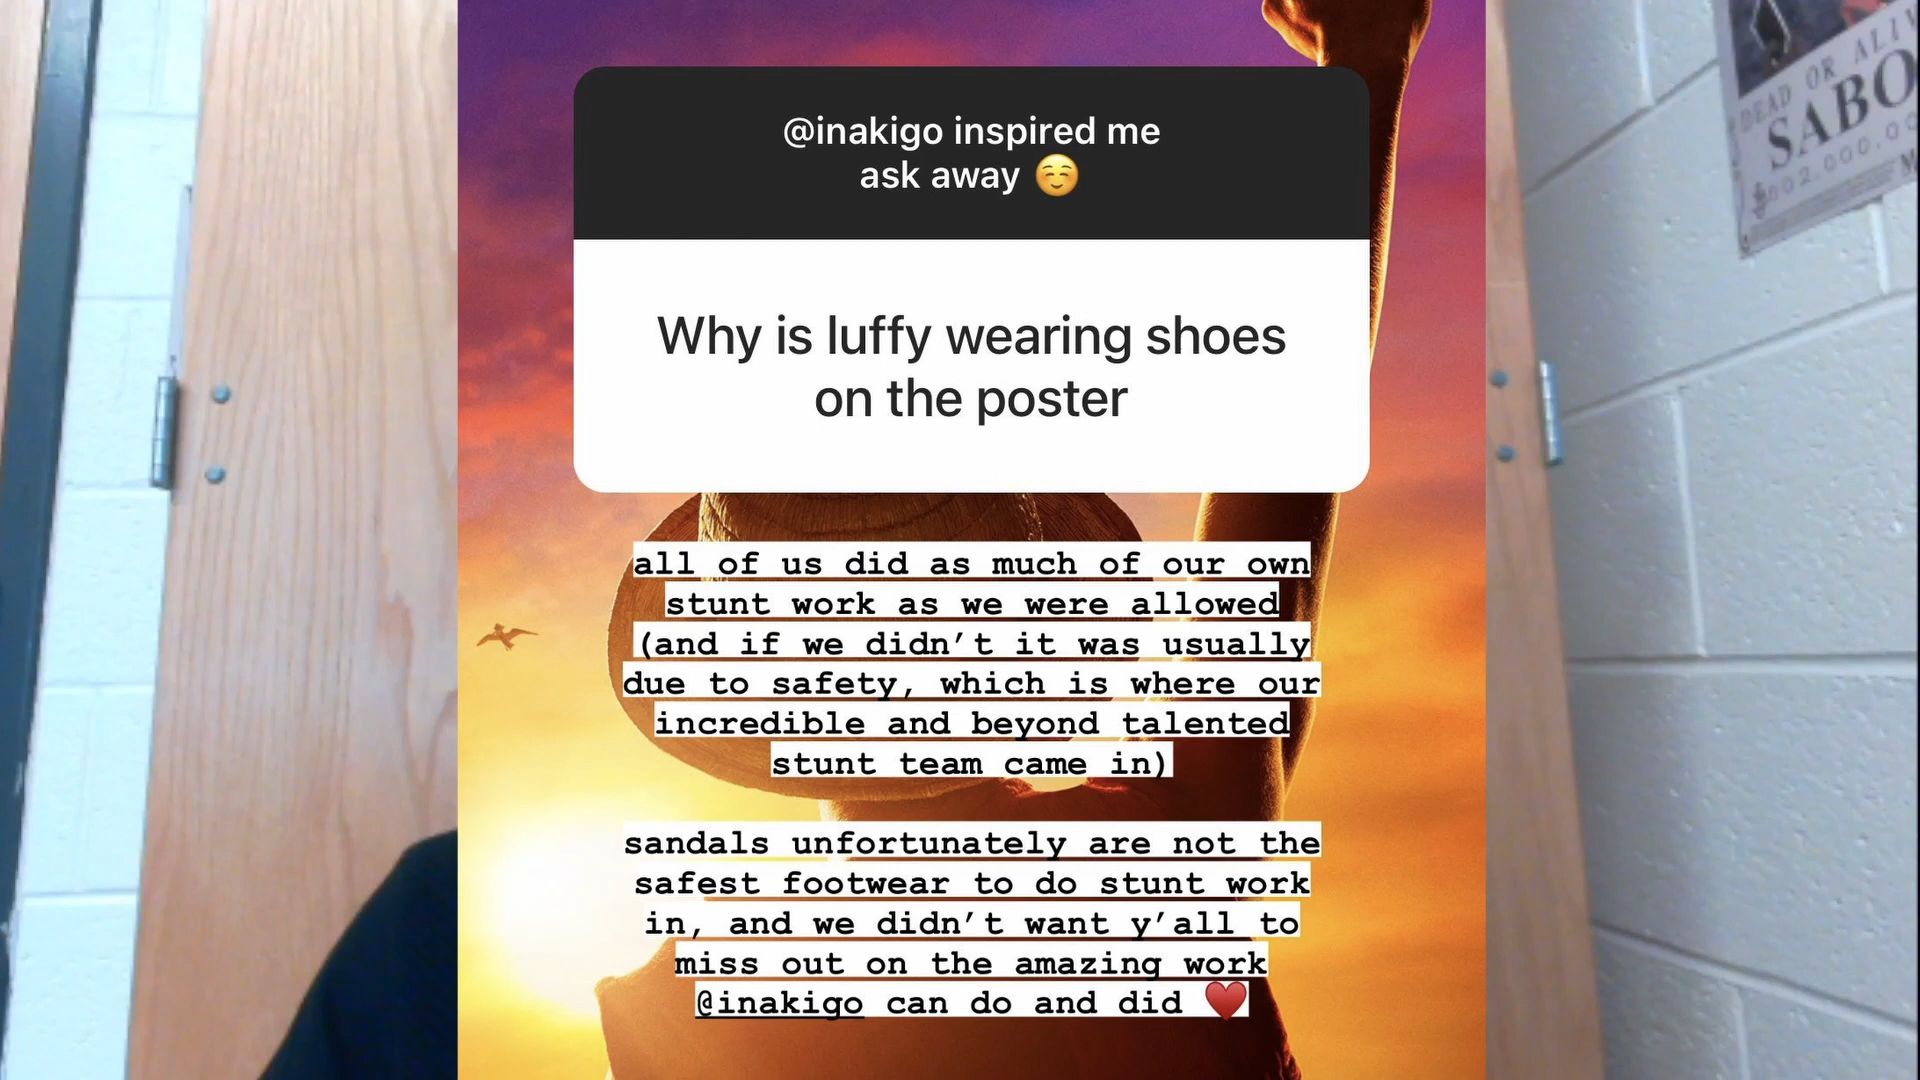 @inakigo inspired me
ask away ☺️
Why is luffy wearing shoes
on the poster
all of us did as much of our own
stunt work as we were allowed
(and if we didn’t it was usually
due to safety, which is where our
incredible and beyond talented
stunt team came in)
sandals unfortunately are not the
safest footwear to do stunt work
in, and we didn’t want y’all to
miss out on the amazing work
@inakigo can do and did ❤️
DEAD OR
SABO